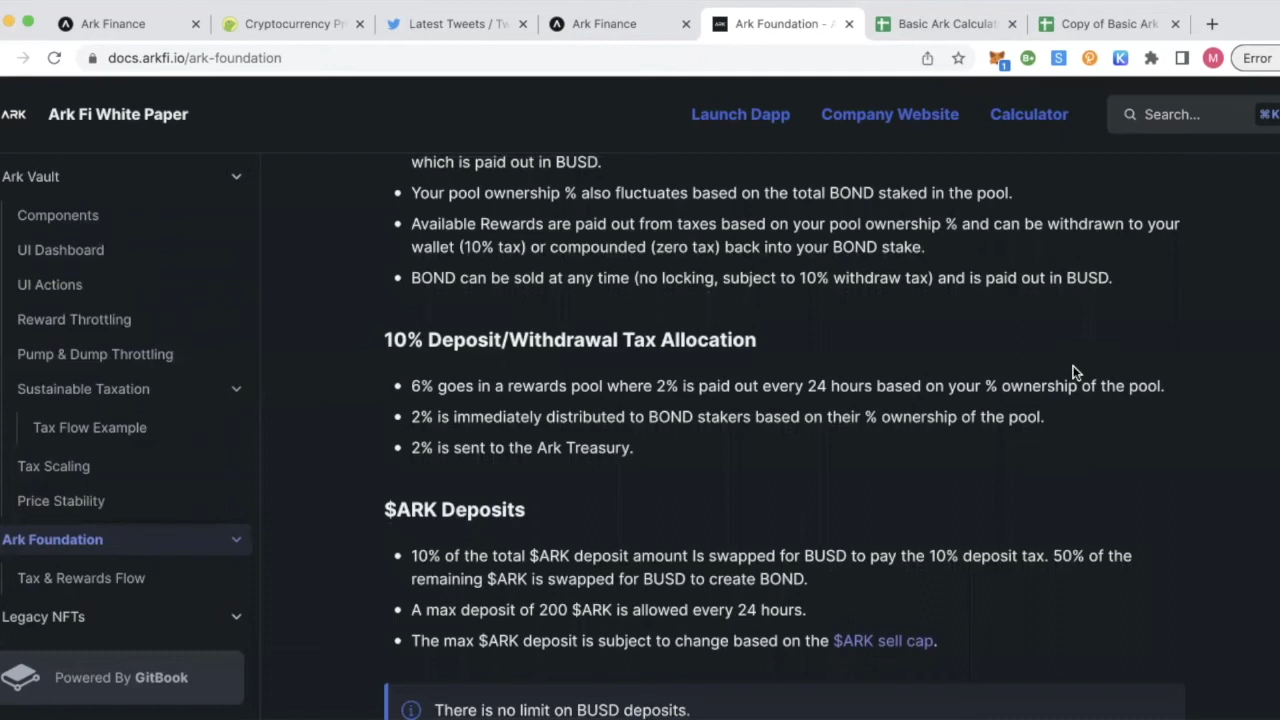 Ark Finance
Cryptocurrency Pr
Latest Tweets / Tw
Ark Finance
Ark Foundation - A
Basic Ark Calculat
Copy of Basic Ark
docs.arkfi.io/ark-foundation
1
B+
S
P
K
M
Error
ARK
Ark Fi White Paper
Launch Dapp
Company Website
Calculator
Search...
⌘K
Ark Vault
Components
UI Dashboard
UI Actions
Reward Throttling
Pump & Dump Throttling
Sustainable Taxation
Tax Flow Example
Tax Scaling
Price Stability
Ark Foundation
Tax & Rewards Flow
Legacy NFTs
Powered By GitBook
which is paid out in BUSD.
• Your pool ownership % also fluctuates based on the total BOND staked in the pool.
• Available Rewards are paid out from taxes based on your pool ownership % and can be withdrawn to your
wallet (10% tax) or compounded (zero tax) back into your BOND stake.
• BOND can be sold at any time (no locking, subject to 10% withdraw tax) and is paid out in BUSD.
10% Deposit/Withdrawal Tax Allocation
• 6% goes in a rewards pool where 2% is paid out every 24 hours based on your % ownership of the pool.
• 2% is immediately distributed to BOND stakers based on their % ownership of the pool.
• 2% is sent to the Ark Treasury.
$ARK Deposits
• 10% of the total $ARK deposit amount Is swapped for BUSD to pay the 10% deposit tax. 50% of the
remaining $ARK is swapped for BUSD to create BOND.
• A max deposit of 200 $ARK is allowed every 24 hours.
• The max $ARK deposit is subject to change based on the $ARK sell cap.
There is no limit on BUSD deposits.